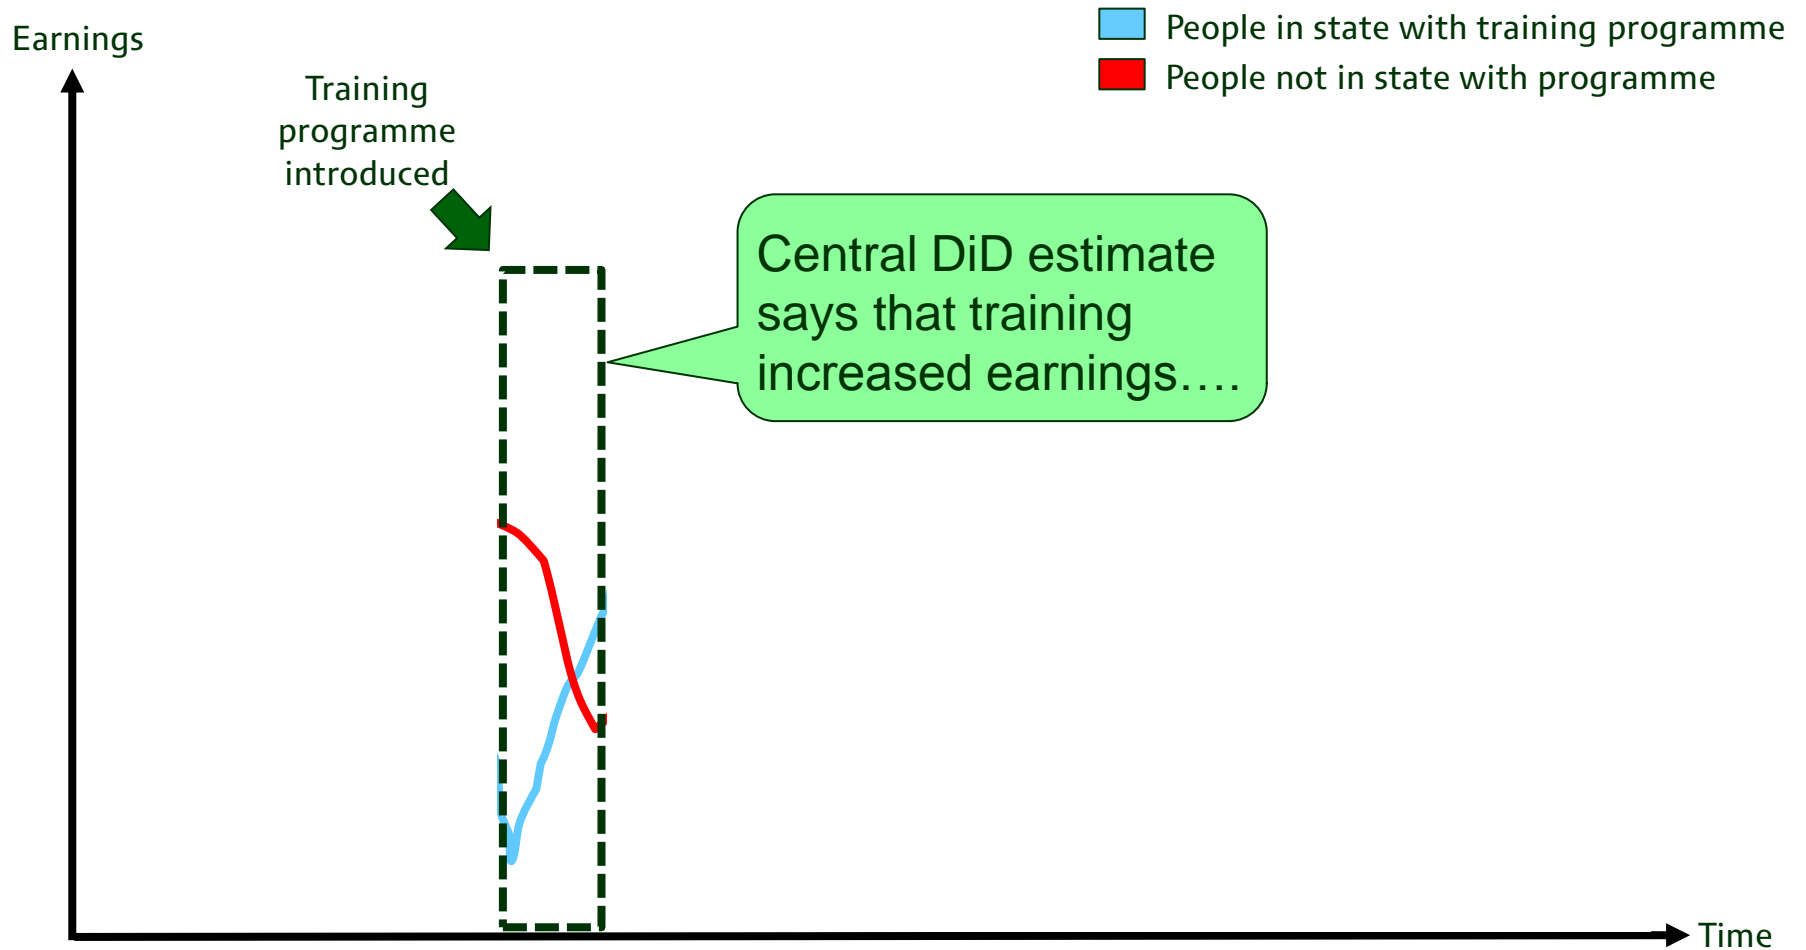 Earnings
People in state with training programme
People not in state with programme
Training
programme
introduced
Central DiD estimate
says that training
increased earnings....
Time